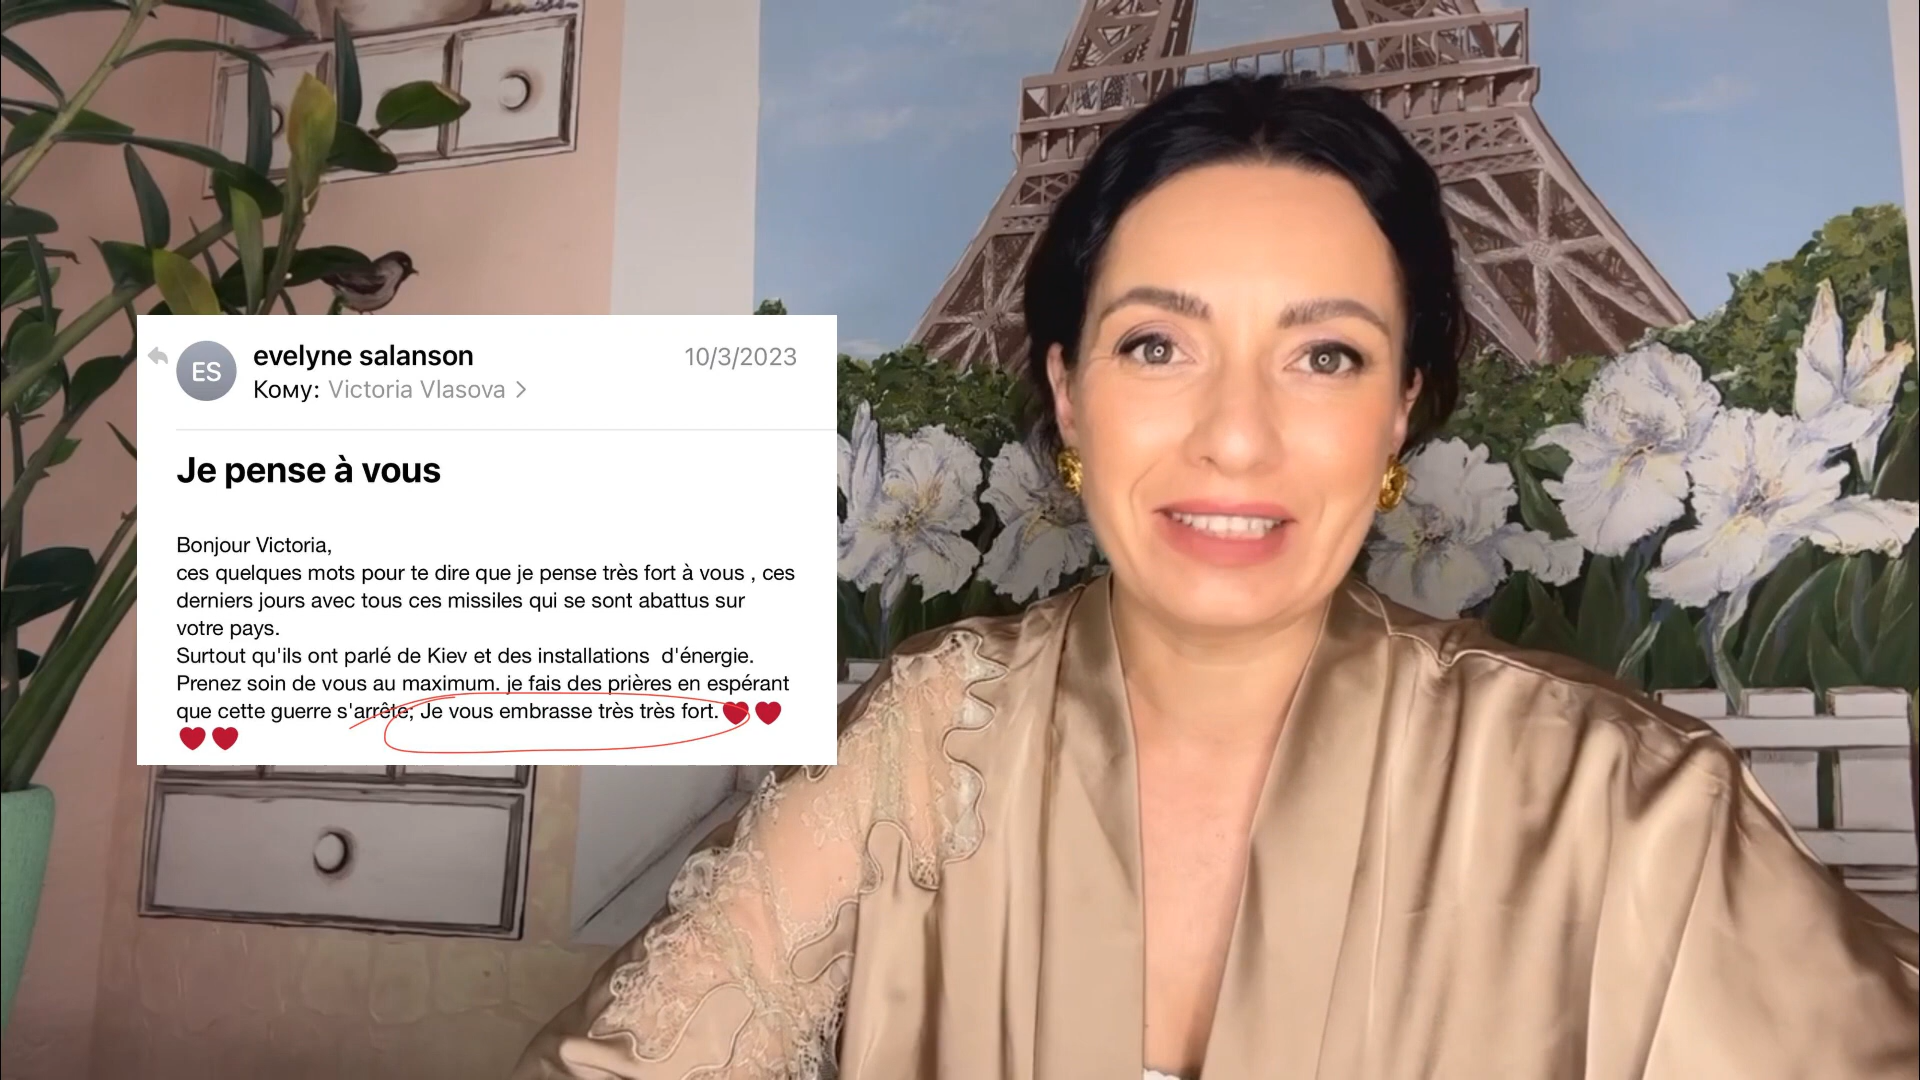 ES
evelyne salanson
10/3/2023
Кому: Victoria Vlasova
Je pense à vous
Bonjour Victoria,
ces quelques mots pour te dire que je pense très fort à vous , ces
derniers jours avec tous ces missiles qui se sont abattus sur
votre pays.
Surtout qu'ils ont parlé de Kiev et des installations  d'énergie.
Prenez soin de vous au maximum. je fais des prières en espérant
que cette guerre s'arrête; Je vous embrasse très très fort.❤️❤️
❤️❤️